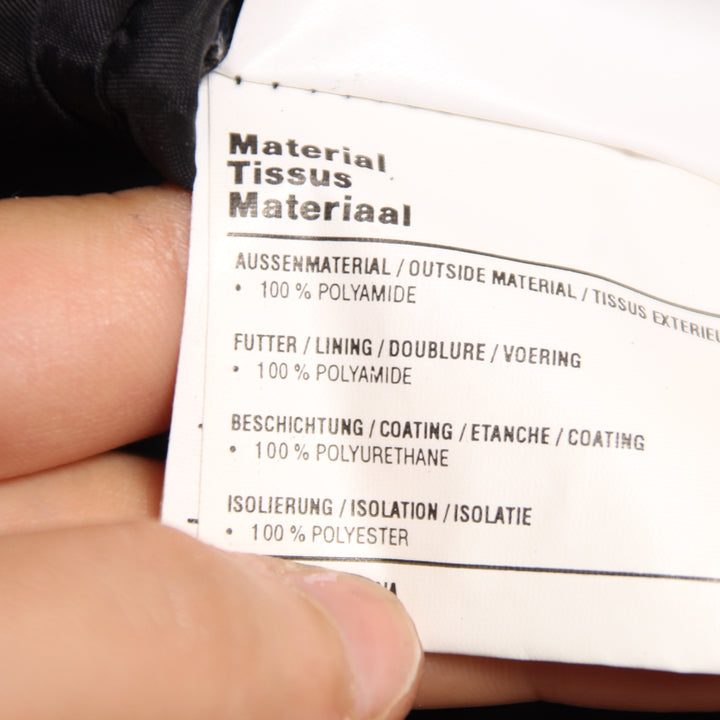 Material
Tissus
Materiaal
AUSSENMATERIAL / OUTSIDE MATERIAL / TISSUS EXTERIEU
• 100 % POLYAMIDE
FUTTER / LINING / DOUBLURE / VOERING
• 100 % POLYAMIDE
BESCHICHTUNG / COATING / ETANCHE / COATING
• 100 % POLYURETHANE
ISOLIERUNG / ISOLATION / ISOLATIE
• 100 % POLYESTER